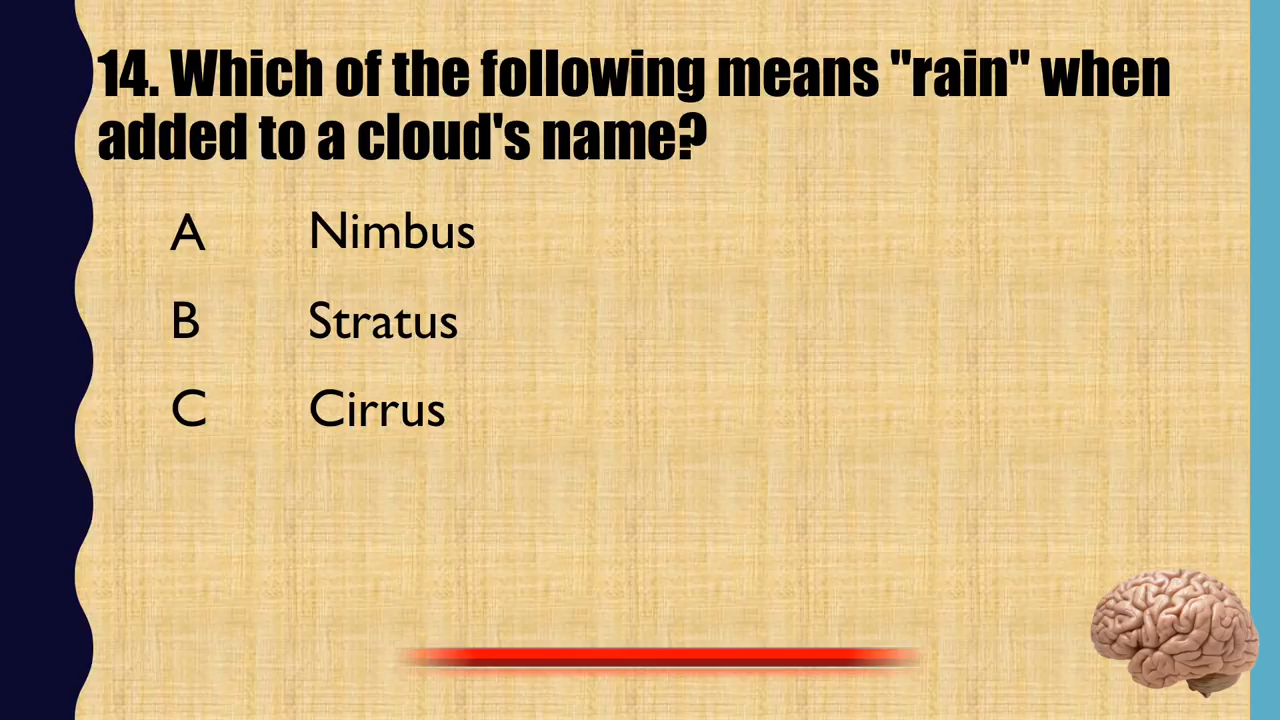 14. Which of the following means "rain" when
added to a cloud's name?
A Nimbus
B Stratus
C Cirrus